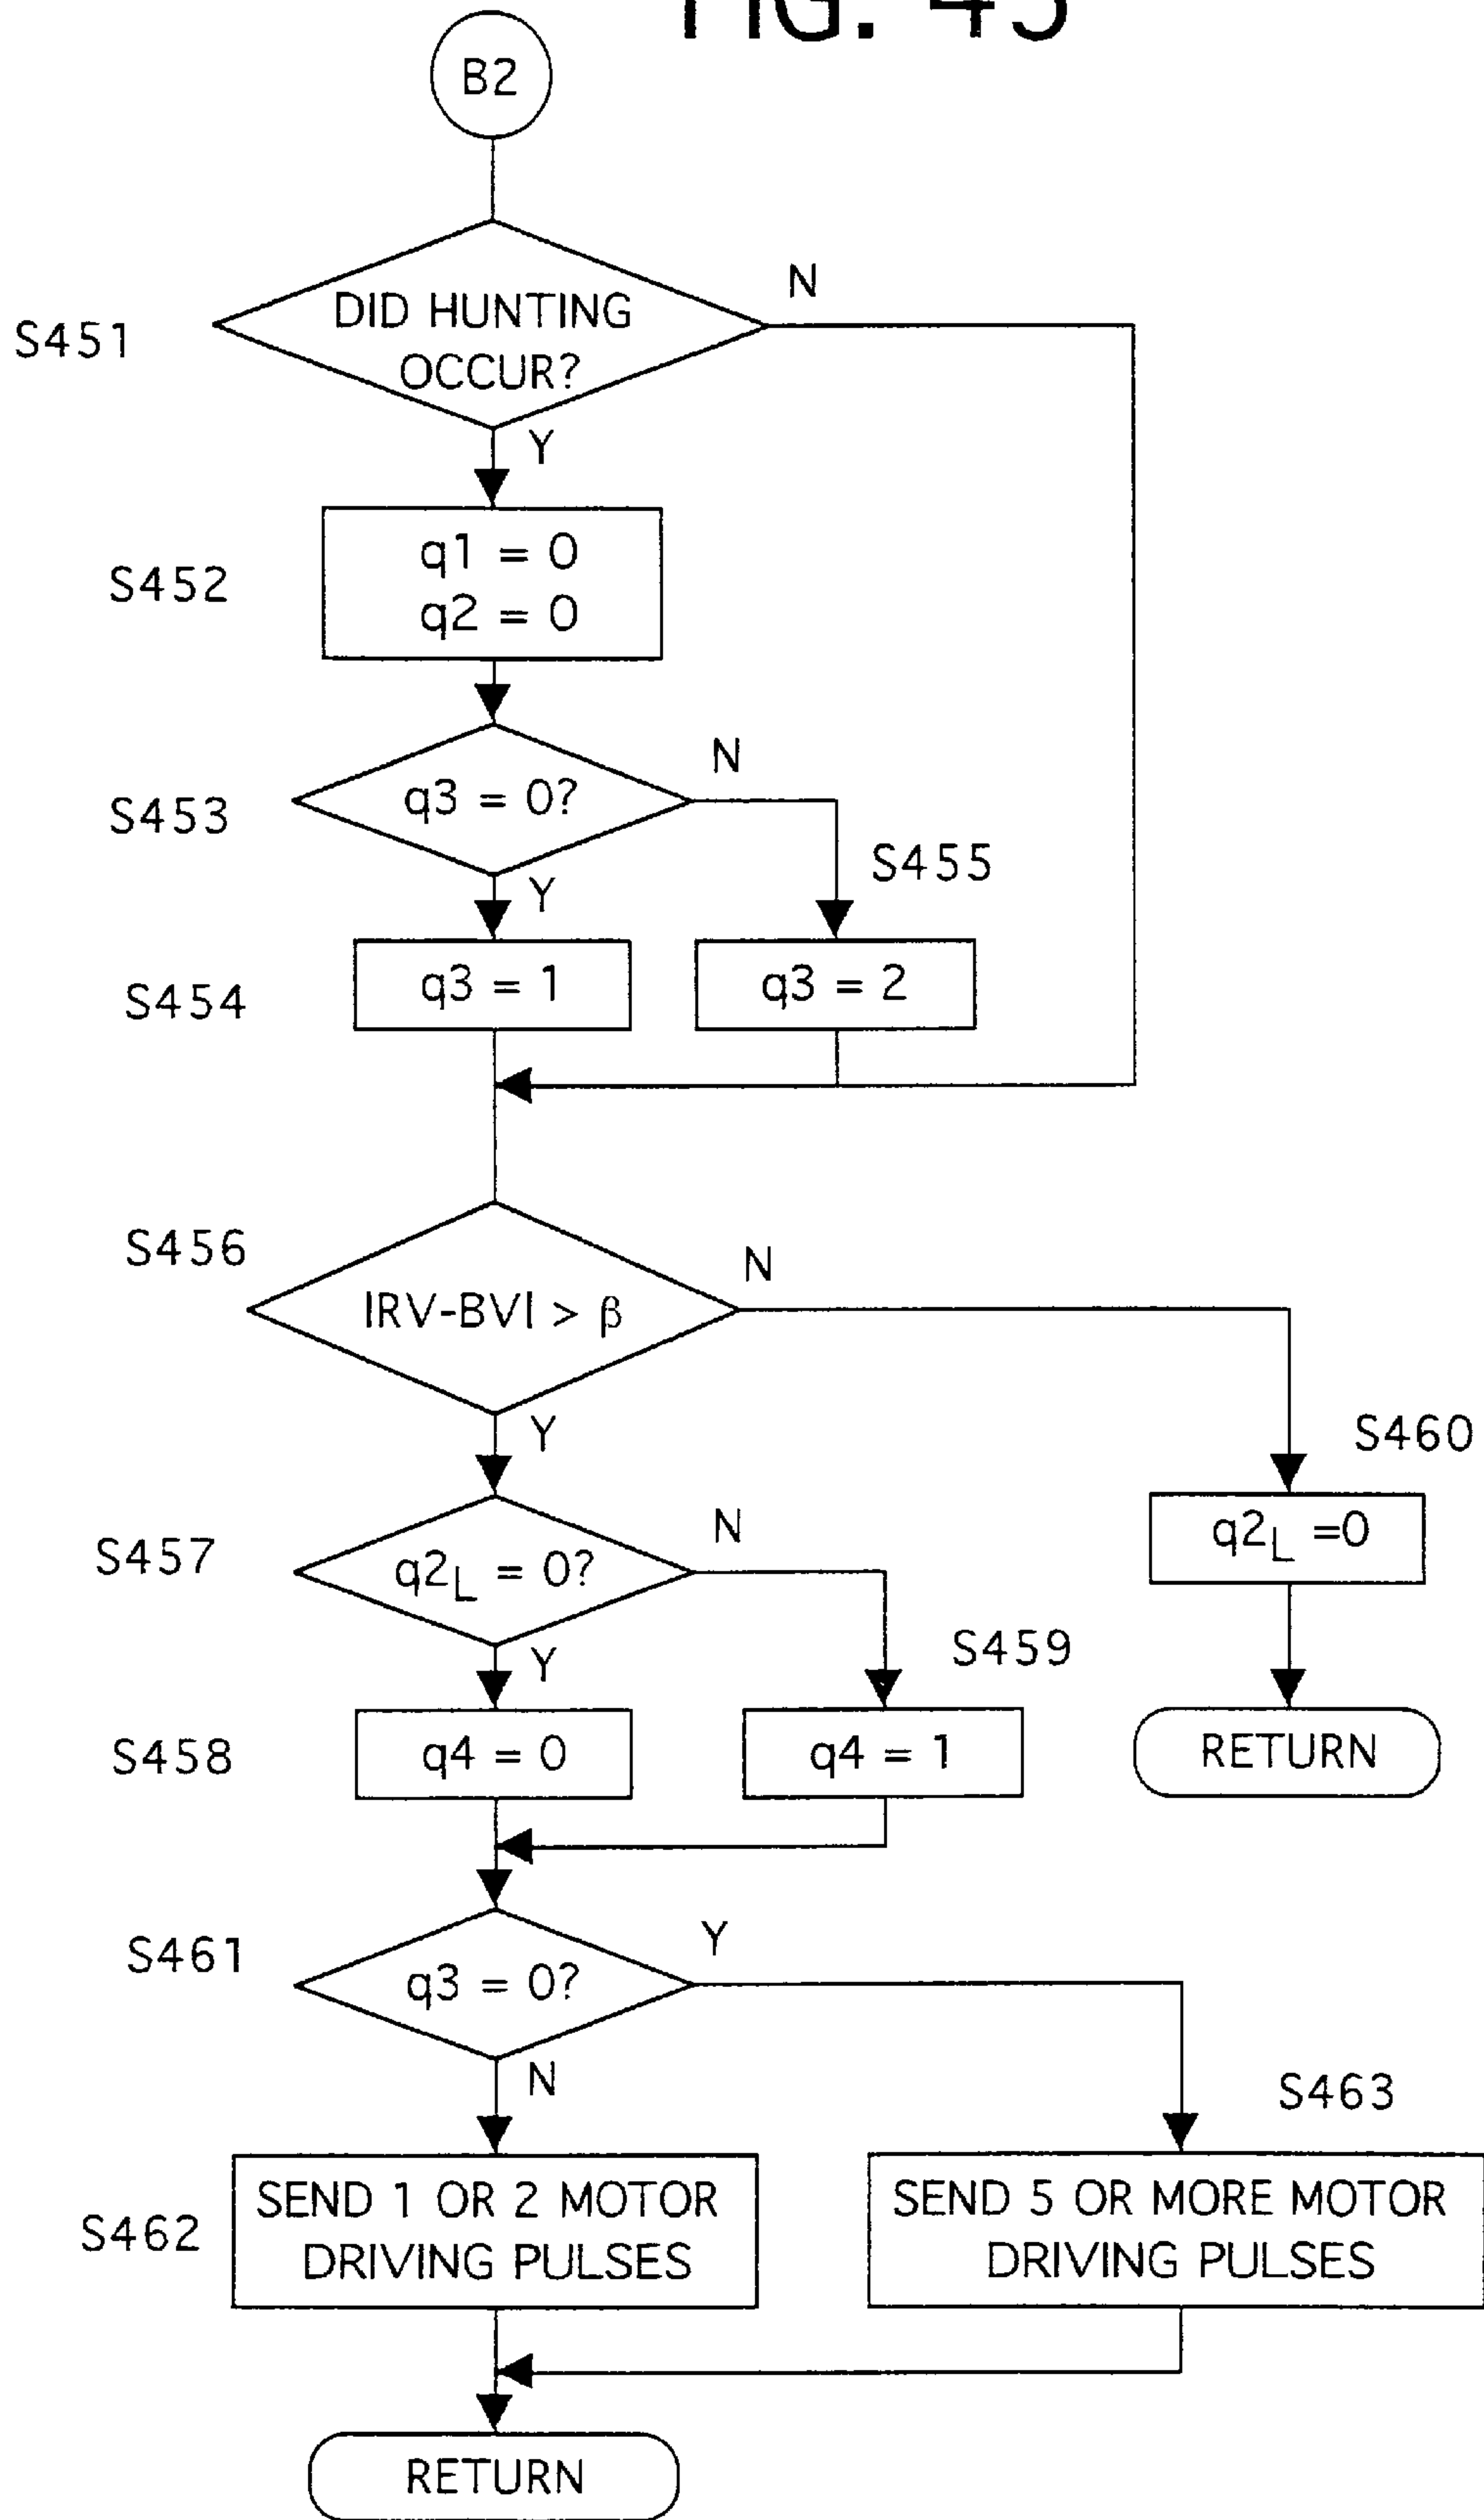 FIG. 45
B2
N
DID HUNTING
OCCUR?
S451
Y
q1 = 0
q2 = 0
S452
N
q3 = 0?
S453
S455
Y
q3 = 1
q3 = 2
S454
S456
N
|RV-BV| > β
Y
S460
N
q2L =0
S457
q2L = 0?
S459
Y
S458
q4 = 0
q4 = 1
RETURN
Y
S461
q3 = 0?
N
S463
SEND 1 OR 2 MOTOR
DRIVING PULSES
SEND 5 OR MORE MOTOR
DRIVING PULSES
S462
RETURN